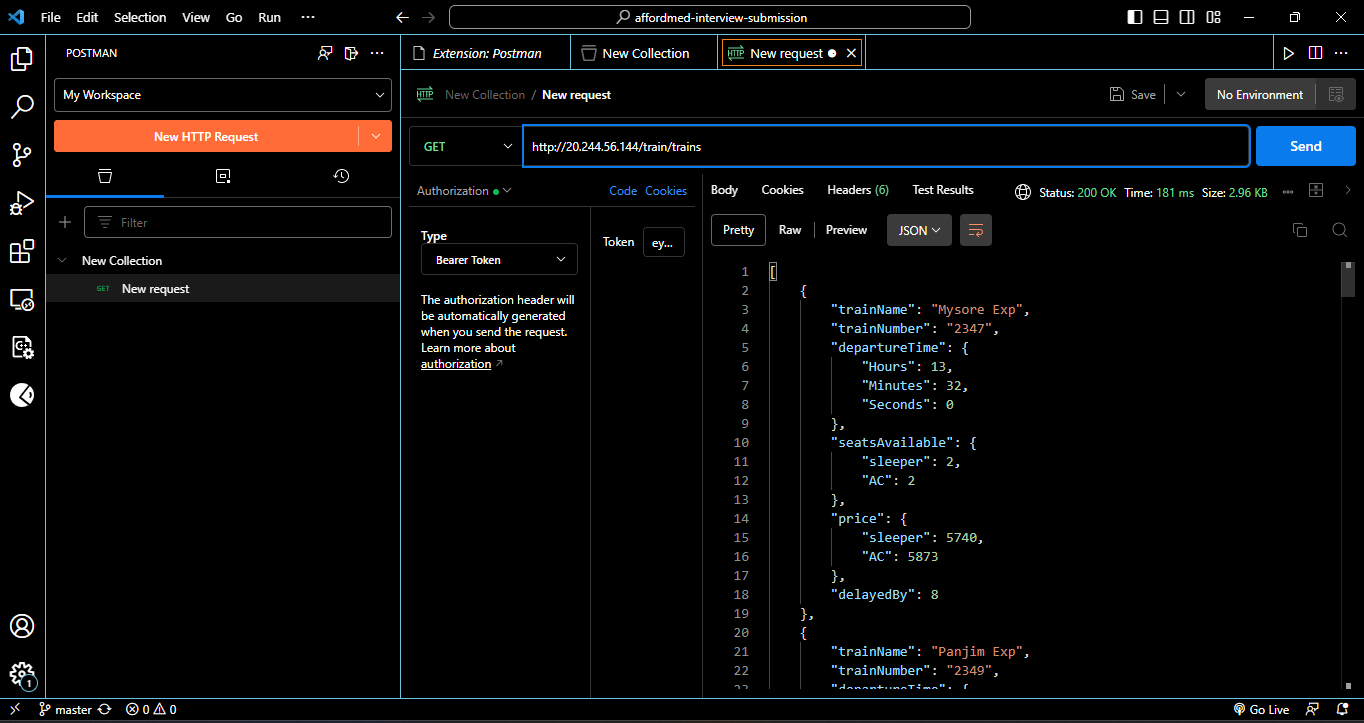 File Edit Selection View Go Run ··· affordmed-interview-submission
POSTMAN
Extension: Postman
New Collection
HTTP New request
My Workspace
HTTP New Collection / New request
Save
No Environment
New HTTP Request
GET
http://20.244.56.144/train/trains
Send
Authorization
Code Cookies
Body Cookies Headers (6) Test Results
Status: 200 OK Time: 181 ms Size: 2.96 KB
Filter
Type
Bearer Token
Token ey...
Pretty Raw Preview JSON
New Collection
GET New request
The authorization header will
be automatically generated
when you send the request.
Learn more about
authorization ↗
1 [
2 {
3 "trainName": "Mysore Exp",
4 "trainNumber": "2347",
5 "departureTime": {
6 "Hours": 13,
7 "Minutes": 32,
8 "Seconds": 0
9 },
10 "seatsAvailable": {
11 "sleeper": 2,
12 "AC": 2
13 },
14 "price": {
15 "sleeper": 5740,
16 "AC": 5873
17 },
18 "delayedBy": 8
19 },
20 {
21 "trainName": "Panjim Exp",
22 "trainNumber": "2349",
23 "departureTime": {
1
master 0 0
Go Live